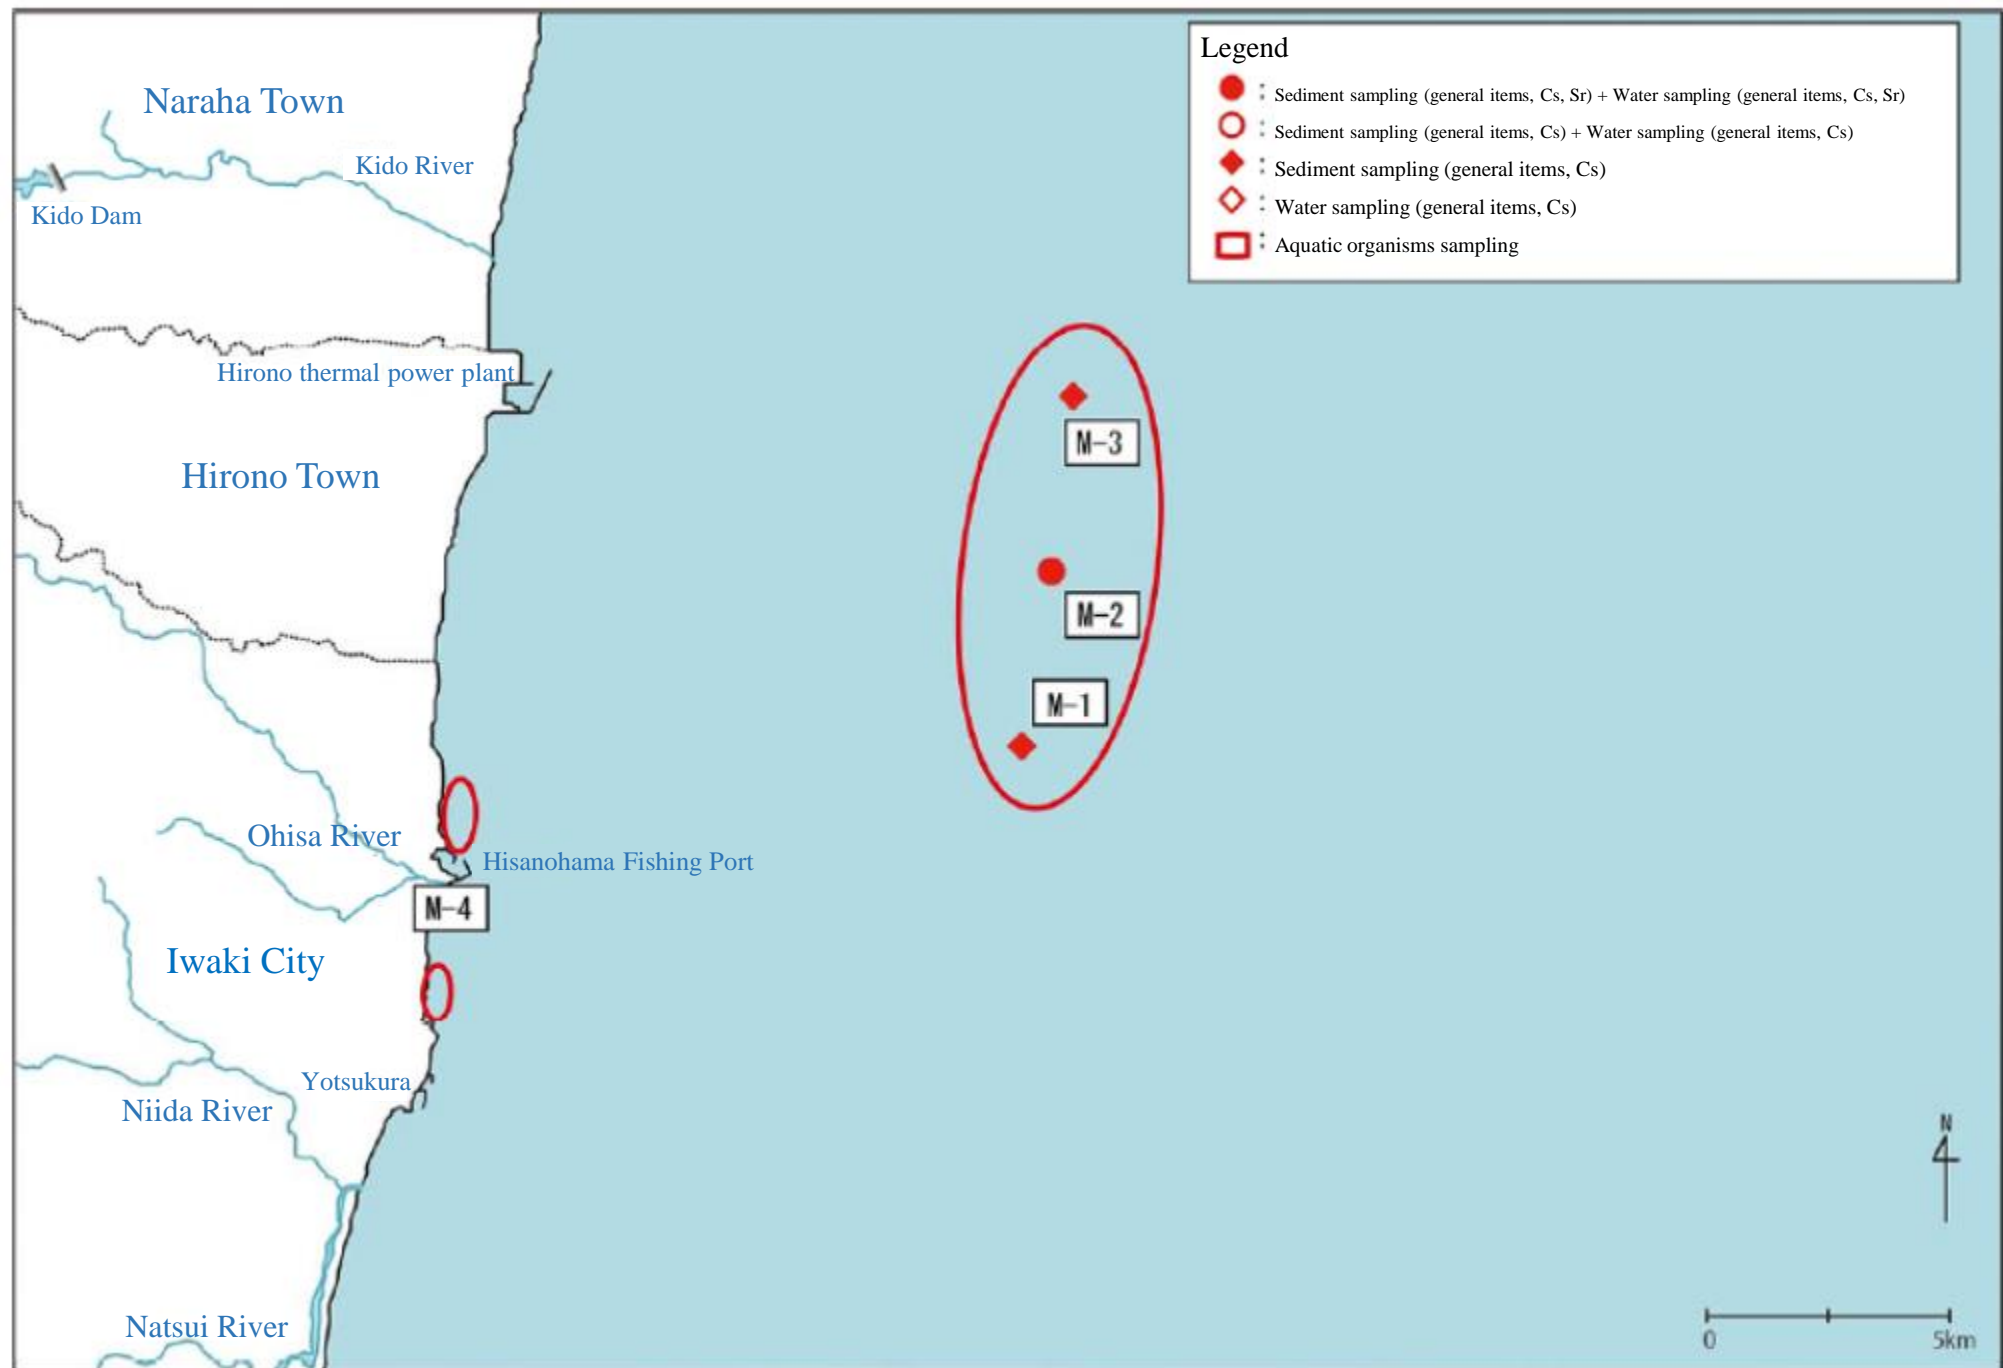 Legend
: Sediment sampling (general items, Cs, Sr) + Water sampling (general items, Cs, Sr)
: Sediment sampling (general items, Cs) + Water sampling (general items, Cs)
: Sediment sampling (general items, Cs)
: Water sampling (general items, Cs)
: Aquatic organisms sampling
Naraha Town
Kido River
Kido Dam
Hirono thermal power plant
M-3
Hirono Town
M-2
M-1
Ohisa River
Hisanohama Fishing Port
M-4
Iwaki City
Yotsukura
Niida River
N
Natsui River
0 5km